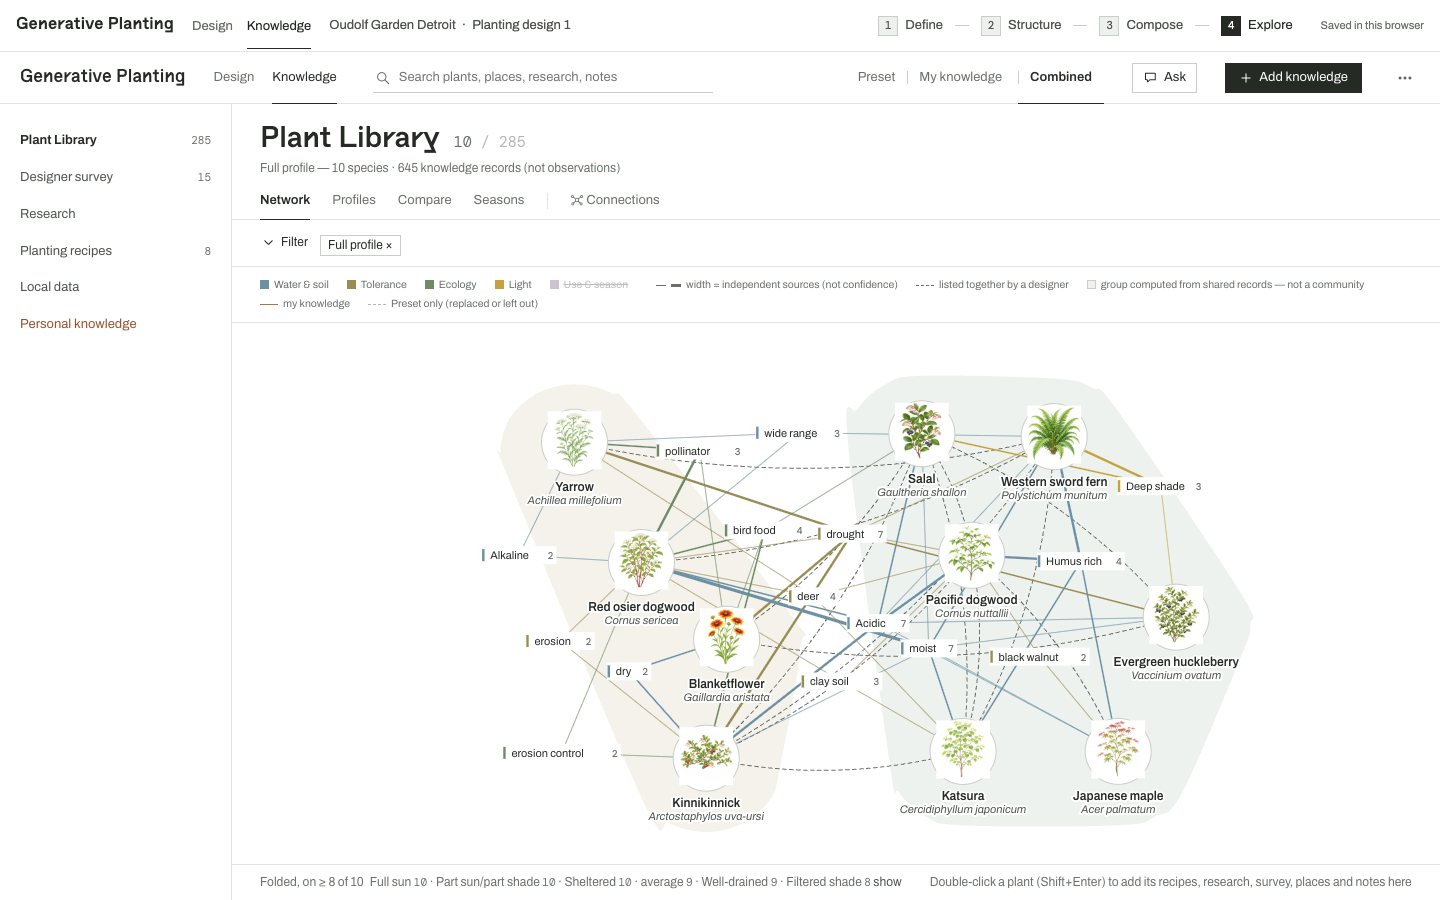 Generative Planting Design Knowledge Oudolf Garden Detroit · Planting design 1 1 Define — 2 Structure — 3 Compose — 4 Explore Saved in this browser
Generative Planting Design Knowledge Search plants, places, research, notes Preset My knowledge Combined Ask + Add knowledge ···
Plant Library 285
Designer survey 15
Research
Planting recipes 8
Local data
Personal knowledge
Plant Library 10 / 285
Full profile — 10 species · 645 knowledge records (not observations)
Network Profiles Compare Seasons Connections
Filter Full profile ×
Water & soil Tolerance Ecology Light Use & season width = independent sources (not confidence) listed together by a designer group computed from shared records — not a community
my knowledge Preset only (replaced or left out)
wide range 3
pollinator 3
Yarrow
Achillea millefolium
Salal
Gaultheria shallon
Western sword fern
Polystichum munitum
Deep shade 3
bird food 4
drought 7
Alkaline 2
Humus rich 4
Red osier dogwood
Cornus sericea
deer 4
Pacific dogwood
Cornus nuttallii
Acidic 7
erosion 2
moist 7
black walnut 2
Evergreen huckleberry
Vaccinium ovatum
dry 2
Blanketflower
Gaillardia aristata
clay soil 3
erosion control 2
Kinnikinnick
Arctostaphylos uva-ursi
Katsura
Cercidiphyllum japonicum
Japanese maple
Acer palmatum
Folded, on ≥ 8 of 10 Full sun 10 · Part sun/part shade 10 · Sheltered 10 · average 9 · Well-drained 9 · Filtered shade 8 show Double-click a plant (Shift+Enter) to add its recipes, research, survey, places and notes here